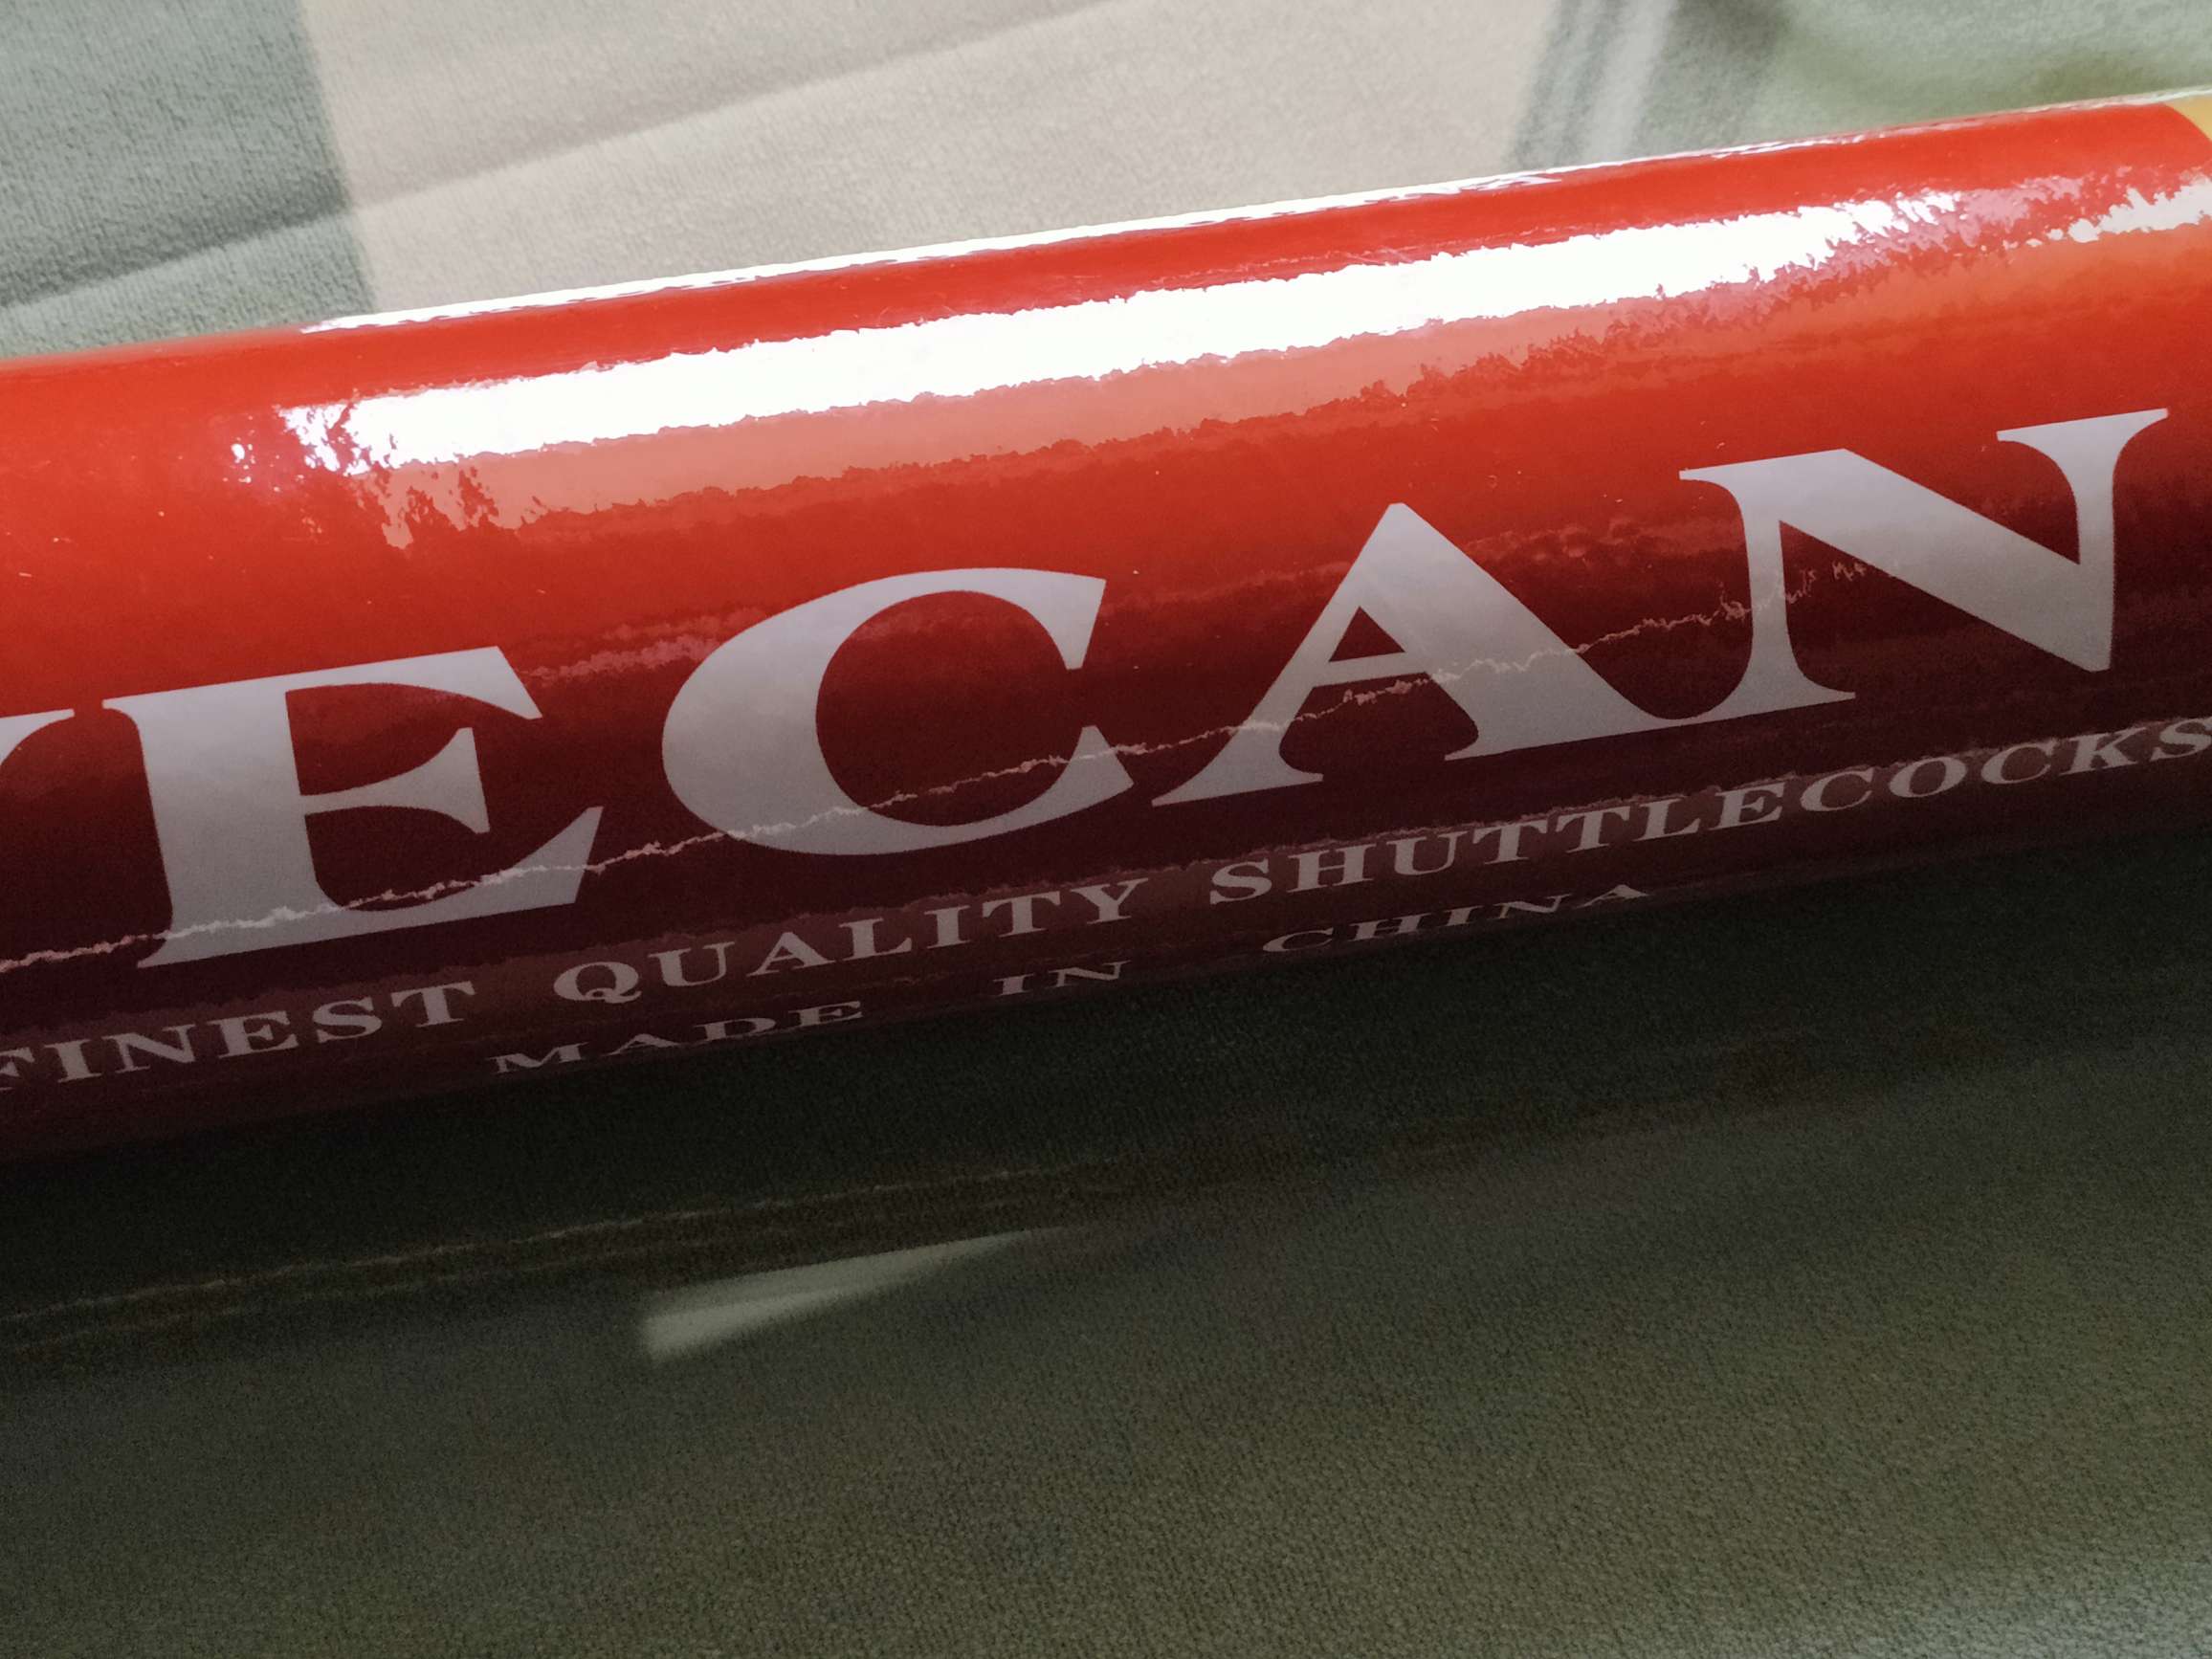 ECAN
FINEST QUALITY SHUTTLECOCKS
MADE IN CHINA